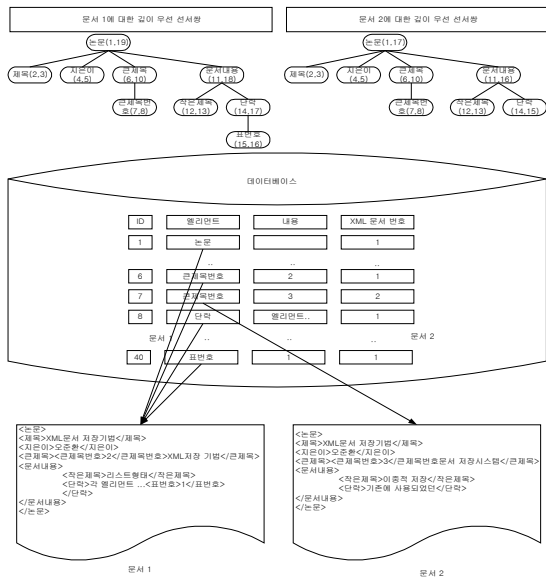 문서 1에 대한 깊이 우선 선서쌍
문서 2에 대한 깊이 우선 선서쌍
논문(1,19)
제목(2,3)
지은이
(4,5)
큰제목
(6,10)
문서내용
(11,18)
큰제목번
호(7,8)
작은제목
(12,13)
단락
(14,17)
표번호
(15,16)
논문(1,17)
제목(2,3)
지은이
(4,5)
큰제목
(6,10)
문서내용
(11,16)
큰제목번
호(7,8)
작은제목
(12,13)
단락
(14,15)
데이터베이스
ID 엘리먼트 내용 XML 문서 번호
1 논문 1
.. .. ..
6 큰제목번호 2 1
7 큰제목번호 3 2
8 단락 엘리먼트.. 1
문서 1 .. .. .. 문서 2
40 표번호 1 1
<논문>
<제목>XML문서 저장기법</제목>
<지은이>오준환</지은이>
<큰제목><큰제목번호>2</큰제목번호>XML저장 기법</큰제목>
<문서내용>
<작은제목>리스트형태</작은제목>
<단락>각 엘리먼트 ...<표번호>1</표번호>
</단락>
</문서내용>
</논문>
문서 1
<논문>
<제목>XML문서 저장기법</제목>
<지은이>오준환</지은이>
<큰제목><큰제목번호>3</큰제목번호문서 저장시스템</큰제목>
<문서내용>
<작은제목>이중적 저장</작은제목>
<단락>기존에 사용되었던</단락>
</문서내용>
</논문>
문서 2